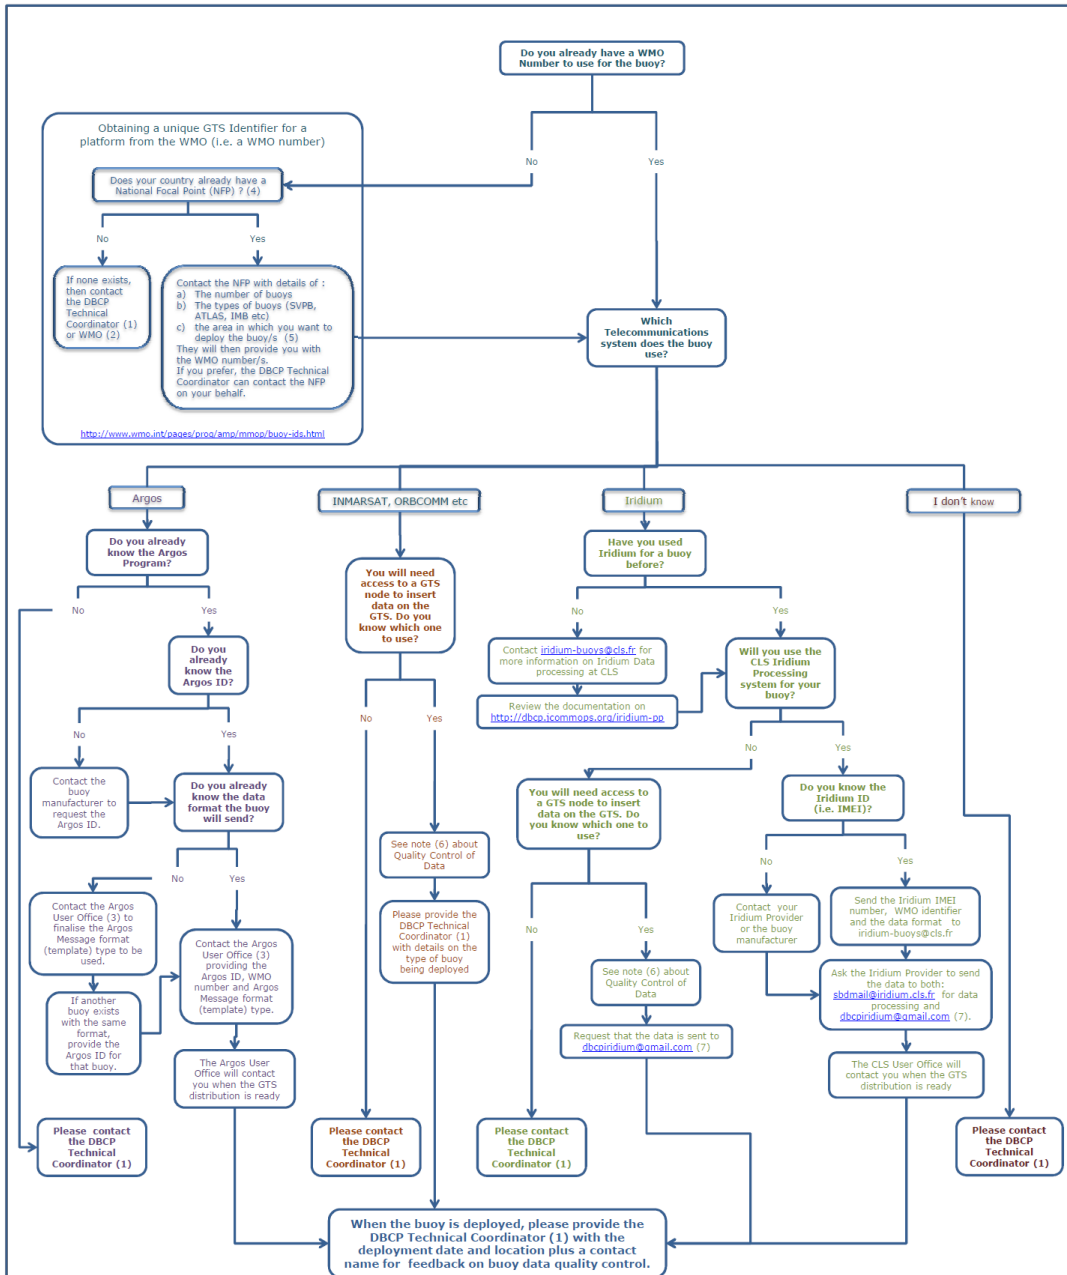 Do you already have a WMO
Number to use for the buoy?
Obtaining a unique GTS Identifier for a
platform from the WMO (i.e. a WMO number)
No
Yes
Does your country already have a
National Focal Point (NFP) ? (4)
No
Yes
If none exists,
then contact
the DBCP
Technical
Coordinator (1)
or WMO (2)
Contact the NFP with details of :
a) The number of buoys
b) The types of buoys (SVPB,
ATLAS, IMB etc)
c) the area in which you want to
deploy the buoy/s (5)
They will then provide you with
the WMO number/s.
If you prefer, the DBCP Technical
Coordinator can contact the NFP
on your behalf.
http://www.wmo.int/pages/prog/amp/mmop/buoy-ids.html
Which
Telecommunications
system does the buoy
use?
Argos
INMARSAT, ORBCOMM etc
Iridium
I don't know
Do you already
know the Argos
Program?
No
Yes
Do you
already
know the
Argos ID?
No
Yes
Contact the
buoy
manufacturer to
request the
Argos ID.
Do you already
know the data
format the buoy
will send?
No
Yes
Contact the Argos
User Office (3) to
finalise the Argos
Message format
(template) type to be
used.
If another
buoy exists
with the same
format,
provide the
Argos ID for
that buoy.
Contact the Argos
User Office (3)
providing the
Argos ID, WMO
number and Argos
Message format
(template) type.
The Argos User
Office will contact
you when the GTS
distribution is ready
Please contact
the DBCP
Technical
Coordinator (1)
You will need
access to a GTS
node to insert
data on the
GTS. Do you
know which one
to use?
No
Yes
See note (6) about
Quality Control of
Data
Please provide the
DBCP Technical
Coordinator (1)
with details on the
type of buoy
being deployed
Please contact
the DBCP
Technical
Coordinator (1)
Have you used
Iridium for a buoy
before?
No
Yes
Contact iridium-buoys@cls.fr for
more information on Iridium Data
processing at CLS
Review the documentation on
http://dbcp.jcommops.org/iridium-pp
Will you use the
CLS Iridium
Processing
system for your
buoy?
No
Yes
You will need access to
a GTS node to insert
data on the GTS. Do
you know which one to
use?
No
Yes
See note (6) about
Quality Control of
Data
Request that the data is sent to
dbcpiridium@gmail.com (7)
Please contact
the DBCP
Technical
Coordinator (1)
Do you know the
Iridium ID
(i.e. IMEI)?
No
Yes
Contact your
Iridium Provider
or the buoy
manufacturer
Send the Iridium IMEI
number, WMO identifier
and the data format to
iridium-buoys@cls.fr
Ask the Iridium Provider to send
the data to both:
sbdmail@iridium.cls.fr for data
processing and
dbcpiridium@gmail.com (7).
The CLS User Office will
contact you when the GTS
distribution is ready
Please contact
the DBCP
Technical
Coordinator (1)
When the buoy is deployed, please provide the
DBCP Technical Coordinator (1) with the
deployment date and location plus a contact
name for feedback on buoy data quality control.